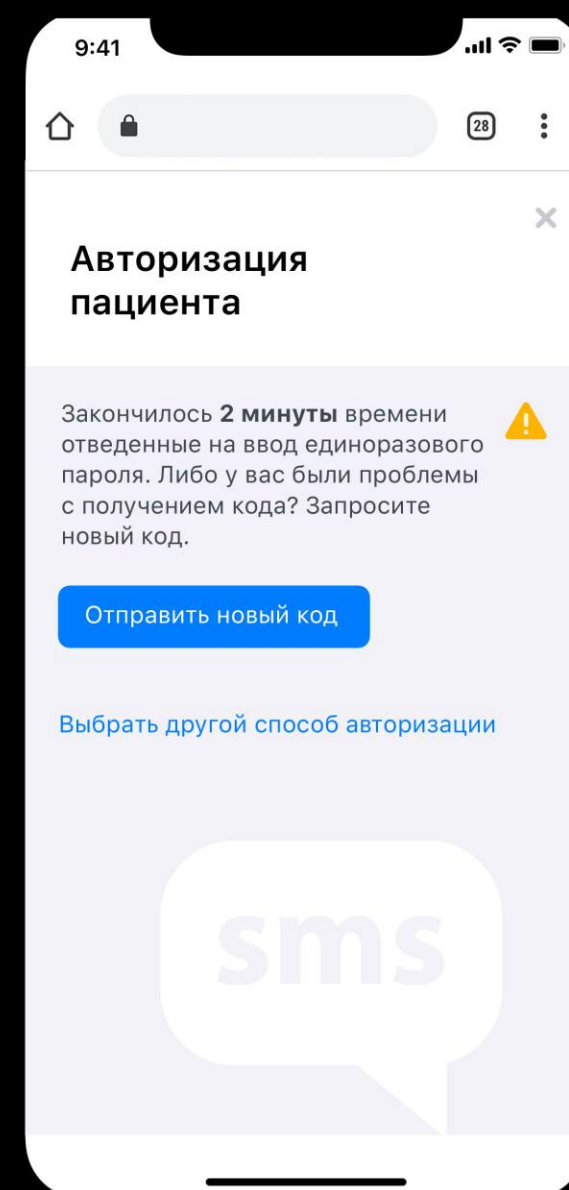 9:41
28
Авторизация
пациента
Закончилось 2 минуты времени
отведенные на ввод единоразового
пароля. Либо у вас были проблемы
с получением кода? Запросите
новый код.
Отправить новый код
Выбрать другой способ авторизации
sms